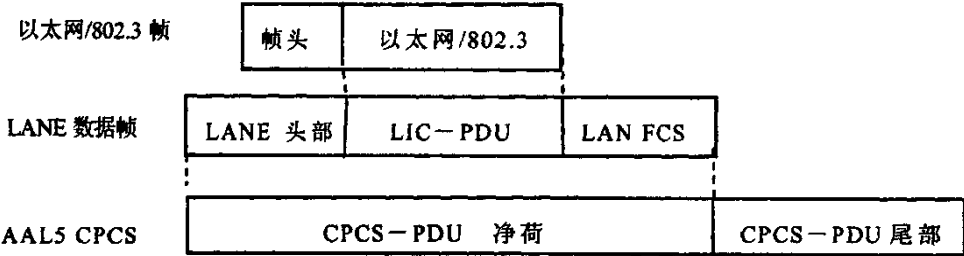 以太网/802.3 帧 帧头 以太网/802.3
LANE 数据帧 LANE 头部 LIC－PDU LAN FCS
AAL5 CPCS CPCS－PDU 净荷 CPCS－PDU 尾部